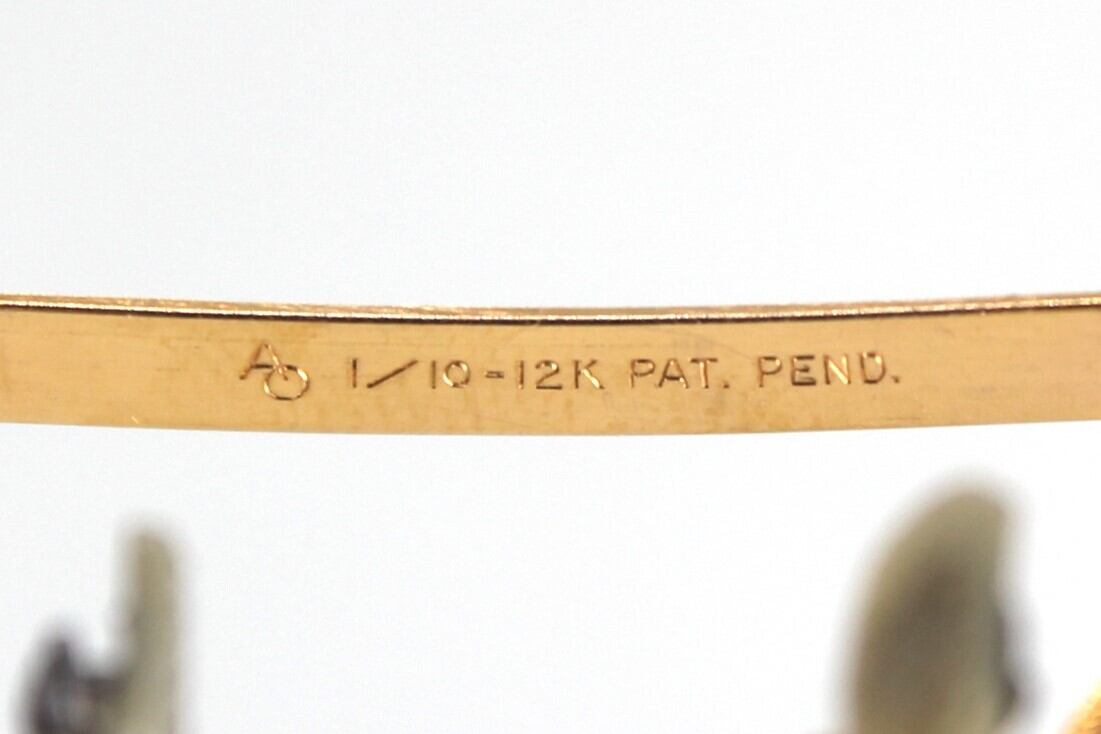 AO 1/10-12K PAT. PEND.